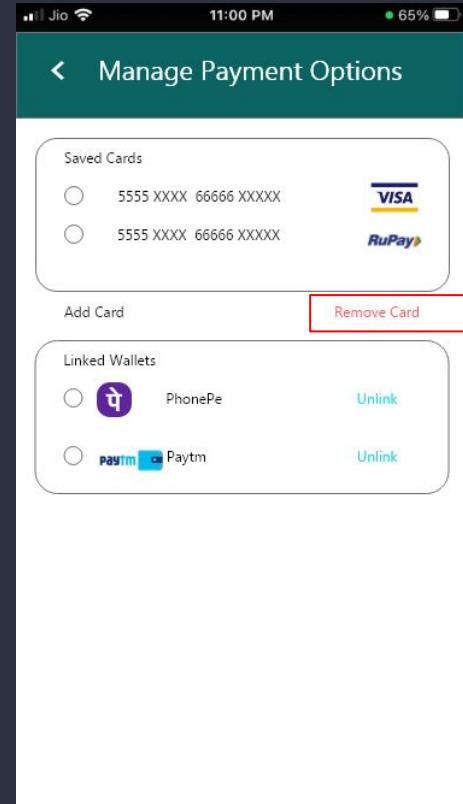 Jio 11:00 PM 65%
Manage Payment Options
Saved Cards
5555 XXXX 66666 XXXXX VISA
5555 XXXX 66666 XXXXX RuPay
Add Card Remove Card
Linked Wallets
पे PhonePe Unlink
paytm Paytm Unlink